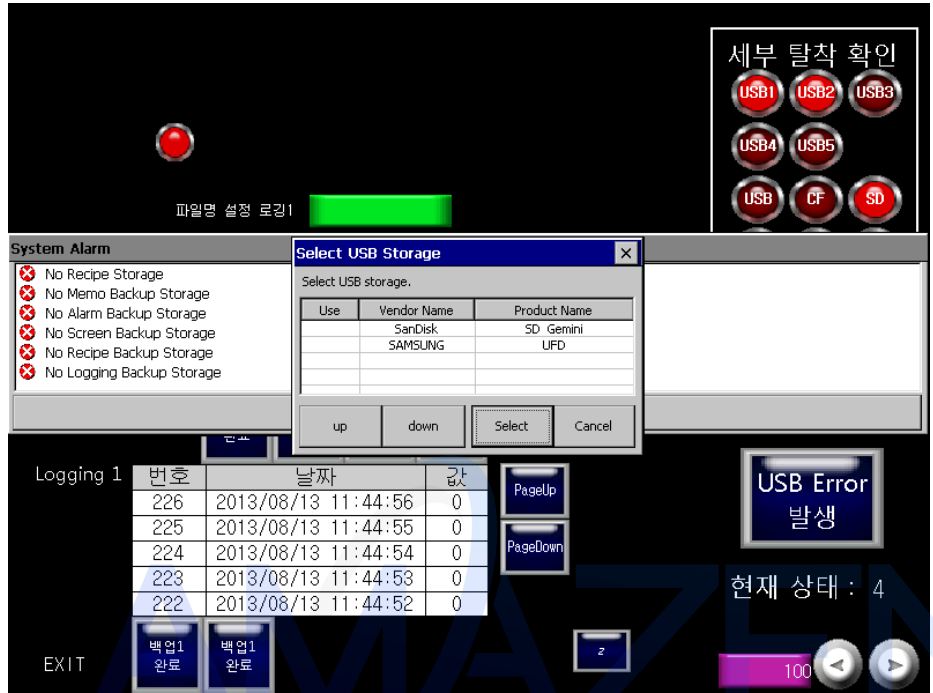 세부 탈착 확인
USB1 USB2 USB3
USB4 USB5
USB CF SD
파일명 설정 로깅1
System Alarm
No Recipe Storage
No Memo Backup Storage
No Alarm Backup Storage
No Screen Backup Storage
No Recipe Backup Storage
No Logging Backup Storage
Select USB Storage
Select USB storage.
Use Vendor Name Product Name
SanDisk SD Gemini
SAMSUNG UFD
up down Select Cancel
완료
Logging 1
번호 날짜 값
226 2013/08/13 11:44:56 0
225 2013/08/13 11:44:55 0
224 2013/08/13 11:44:54 0
223 2013/08/13 11:44:53 0
222 2013/08/13 11:44:52 0
PageUp
PageDown
USB Error
발생
현재 상태 : 4
EXIT
백업1
완료
백업1
완료
2
100